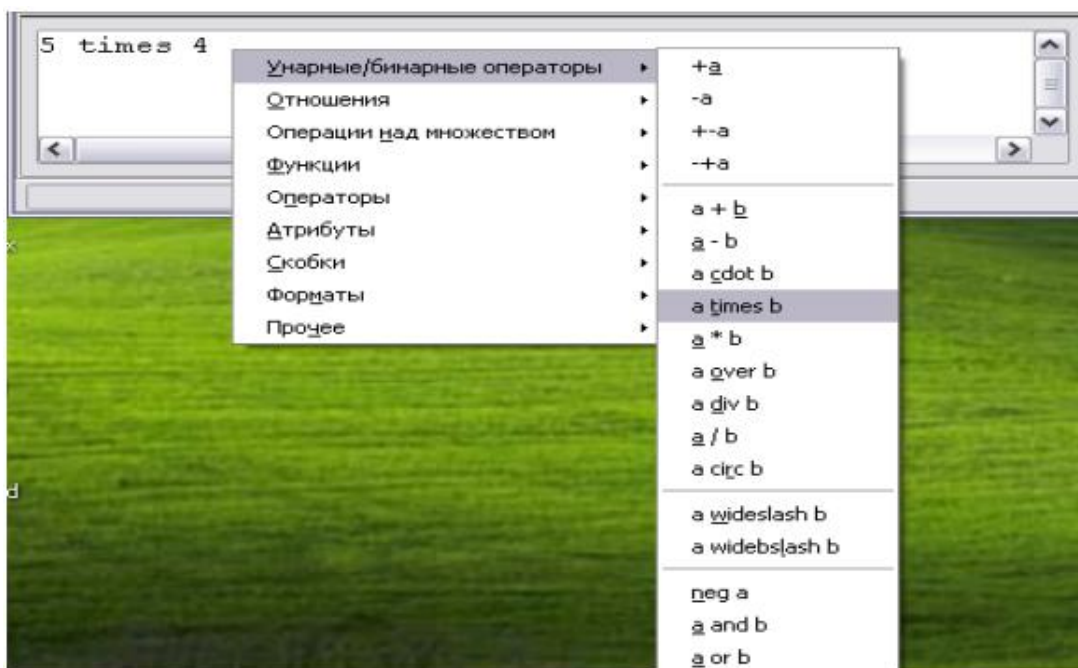 5 times 4
Унарные/бинарные операторы
Отношения
Операции над множеством
Функции
Операторы
Атрибуты
Скобки
Форматы
Прочее
+a
-a
+-a
-+a
a + b
a - b
a cdot b
a times b
a * b
a over b
a div b
a / b
a circ b
a wideslash b
a widebslash b
neg a
a and b
a or b
x
d